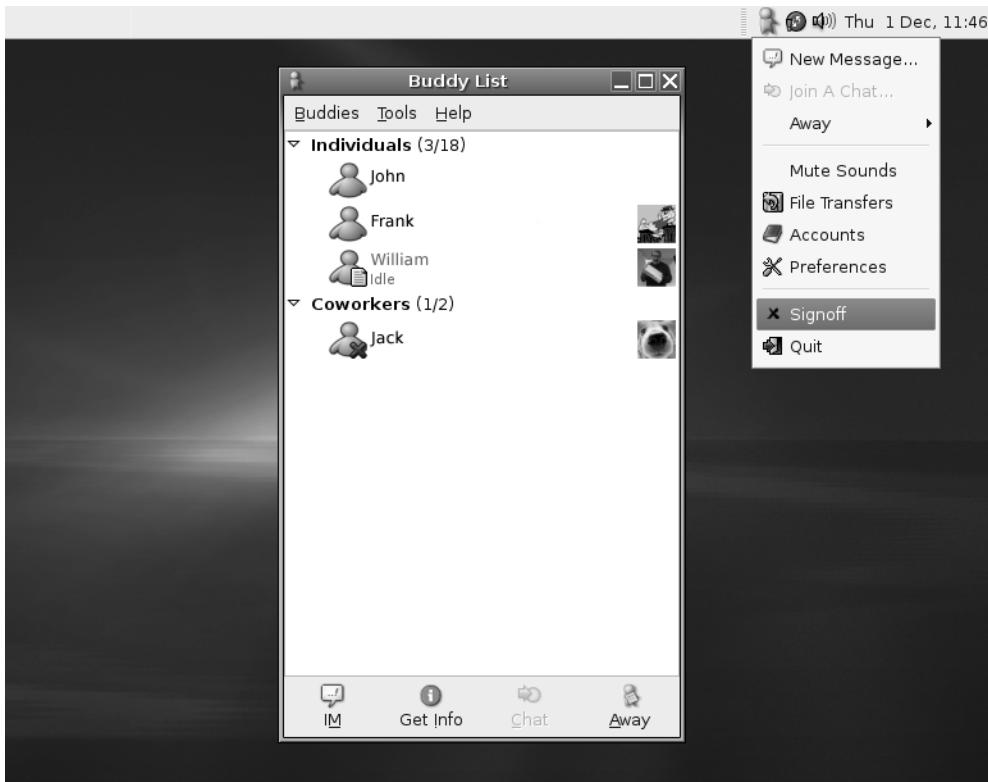 Thu 1 Dec, 11:46
Buddy List
Buddies Tools Help
Individuals (3/18)
John
Frank
William
Idle
Coworkers (1/2)
Jack
IM Get Info Chat Away
New Message...
Join A Chat...
Away
Mute Sounds
File Transfers
Accounts
Preferences
Signoff
Quit